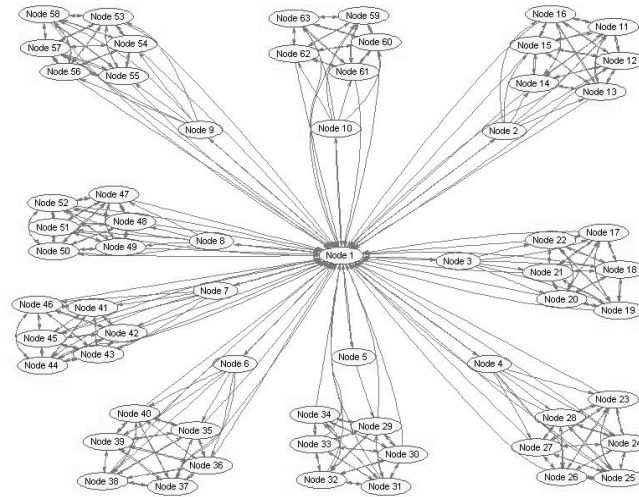 Node 58
Node 53
Node 57
Node 54
Node 56
Node 55
Node 9
Node 63
Node 59
Node 62
Node 60
Node 61
Node 10
Node 16
Node 11
Node 15
Node 12
Node 14
Node 13
Node 2
Node 52
Node 47
Node 51
Node 48
Node 50
Node 49
Node 8
Node 1
Node 3
Node 22
Node 17
Node 21
Node 18
Node 20
Node 19
Node 46
Node 41
Node 7
Node 45
Node 42
Node 44
Node 43
Node 6
Node 5
Node 4
Node 40
Node 35
Node 39
Node 36
Node 38
Node 37
Node 34
Node 29
Node 33
Node 30
Node 32
Node 31
Node 23
Node 28
Node 27
Node 24
Node 26
Node 25